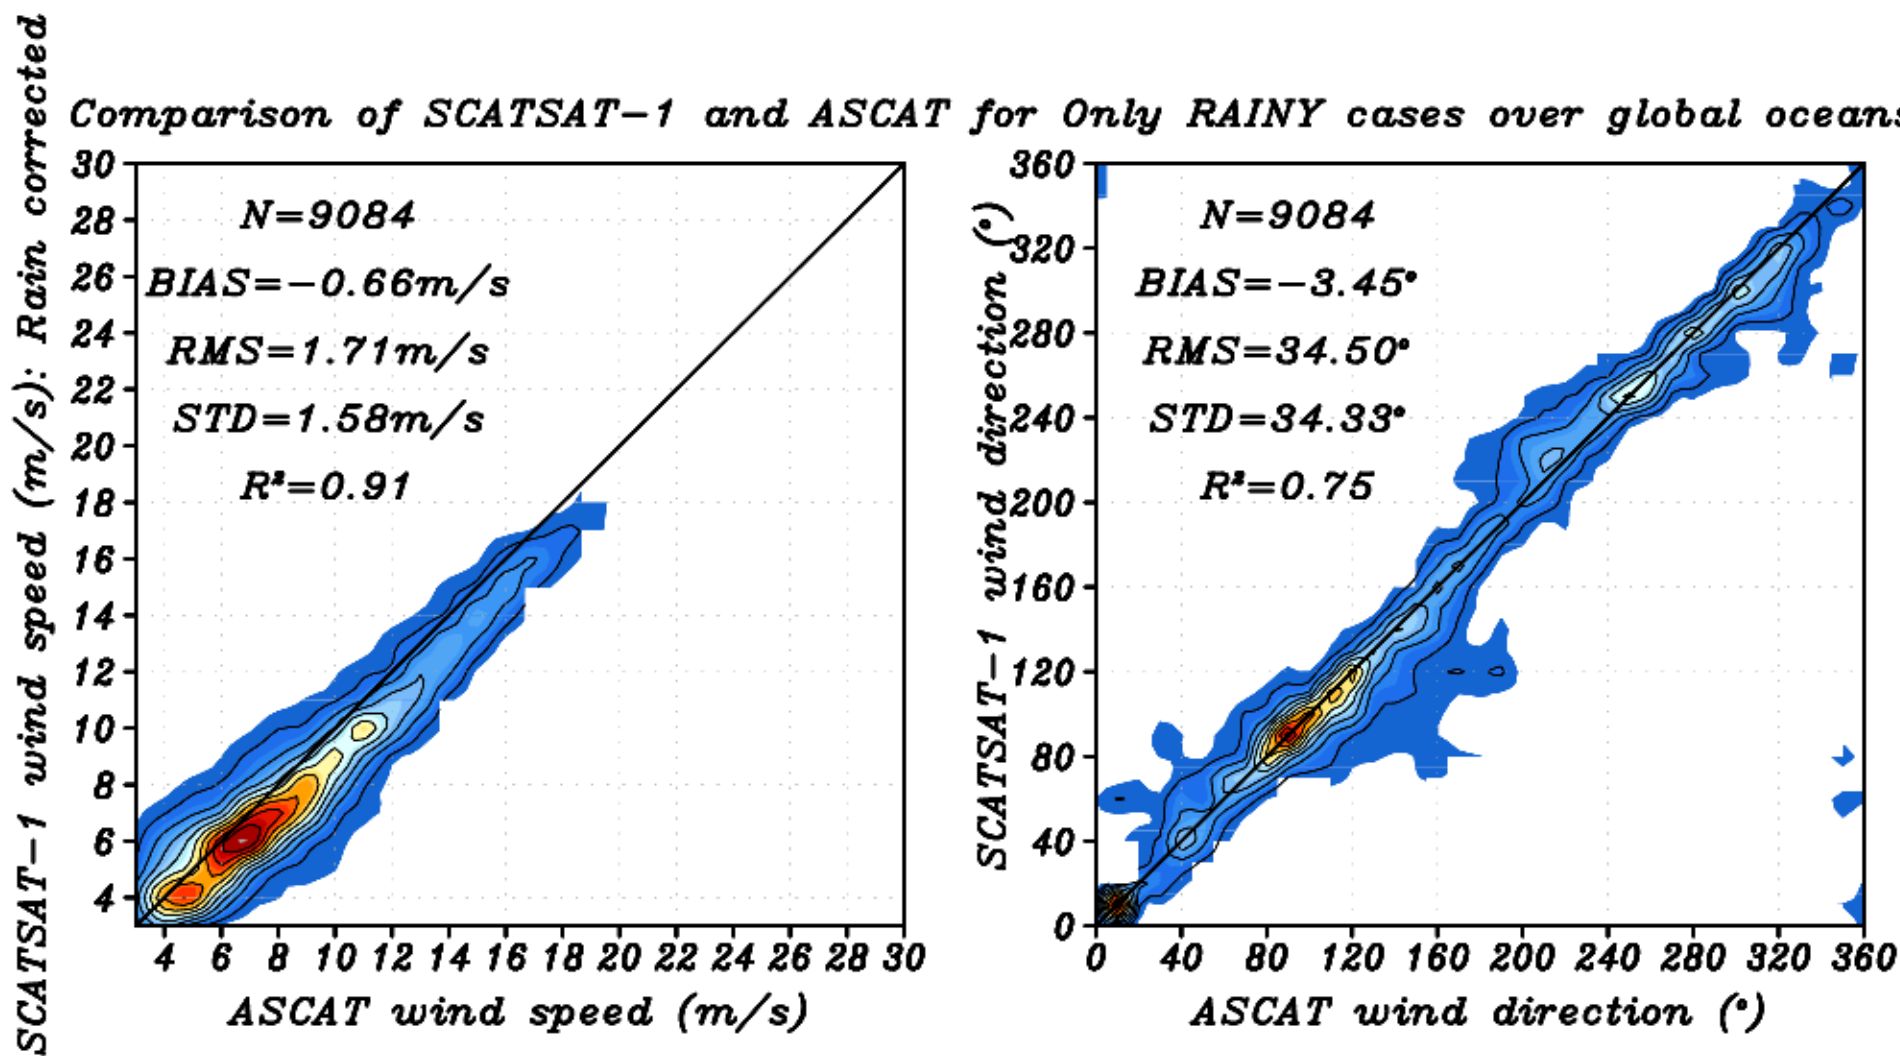 Comparison of SCATSAT-1 and ASCAT for Only RAINY cases over global oceans
SCATSAT-1 wind speed (m/s): Rain corrected
30
28
26
24
22
20
18
16
14
12
10
8
6
4
N=9084
BIAS=-0.66m/s
RMS=1.71m/s
STD=1.58m/s
R²=0.91
4 6 8 10 12 14 16 18 20 22 24 26 28 30
ASCAT wind speed (m/s)
SCATSAT-1 wind direction (°)
360
320
280
240
200
160
120
80
40
0
N=9084
BIAS=-3.45°
RMS=34.50°
STD=34.33°
R²=0.75
0 40 80 120 160 200 240 280 320 360
ASCAT wind direction (°)